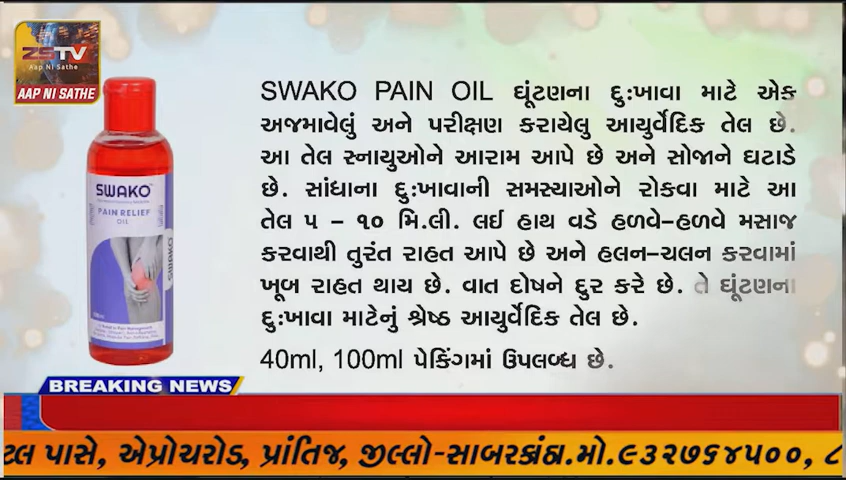 ZSTV
Aap Ni Sathe
AAP NI SATHE
SWAKO PAIN OIL ઘૂંટણના દુઃખાવા માટે એક
અજમાવેલું અને પરીક્ષણ કરાયેલુ આયુર્વેદિક તેલ છે.
આ તેલ સ્નાયુઓને આરામ આપે છે અને સોજાને ઘટાડે
છે. સાંધાના દુઃખાવાની સમસ્યાઓને રોકવા માટે આ
તેલ ૫ – ૧૦ મિ.લી. લઈ હાથ વડે હળવે-હળવે મસાજ
કરવાથી તુરંત રાહત આપે છે અને હલન-ચલન કરવામાં
ખૂબ રાહત થાય છે. વાત દોષને દુર કરે છે. તે ઘૂંટણના
દુઃખાવા માટેનું શ્રેષ્ઠ આયુર્વેદિક તેલ છે.
40ml, 100ml પેકિંગમાં ઉપલબ્ધ છે.
SWAKO
PAIN RELIEF
OIL
SWAKO
BREAKING NEWS
પાસે, એપ્રોચરોડ, પ્રાંતિજ, જીલ્લો-સાબરકાંઠા.મો.૯૩૨૭૬૪૫૦૦, ૮